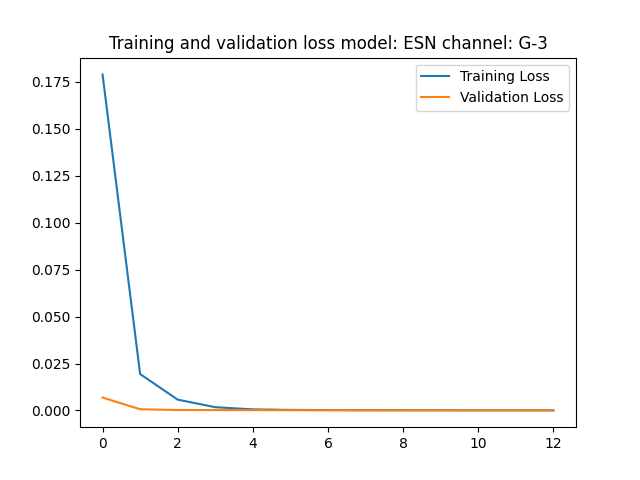 Training and validation loss model: ESN channel: G-3
Training Loss
Validation Loss
0.175
0.150
0.125
0.100
0.075
0.050
0.025
0.000
0 2 4 6 8 10 12